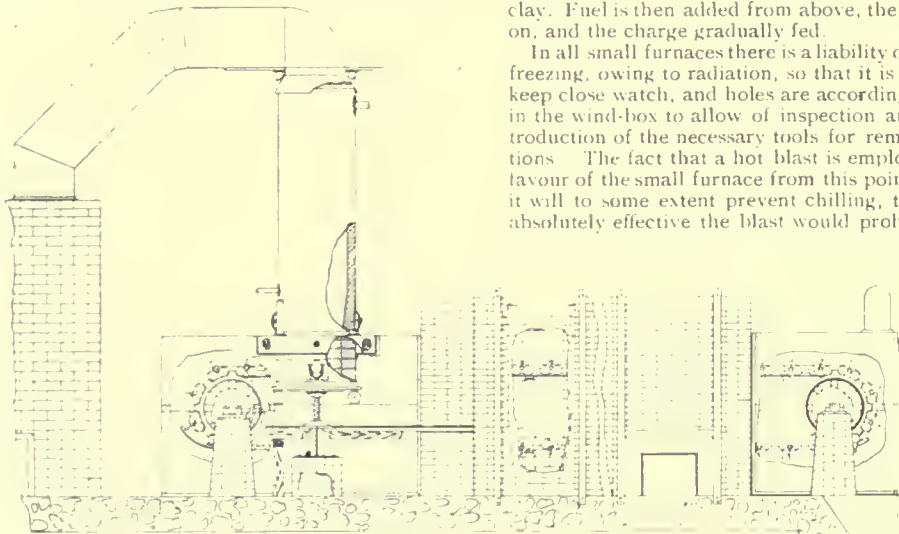 clay. Fuel is then added from above, the
on, and the charge gradually fed.
In all small furnaces there is a liability o
freezing, owing to radiation, so that it is
keep close watch, and holes are accordin
in the wind-box to allow of inspection a
troduction of the necessary tools for rem
tions The fact that a hot blast is emplo
favour of the small furnace from this poin
it will to some extent prevent chilling, t
absolutely effective the blast would prob